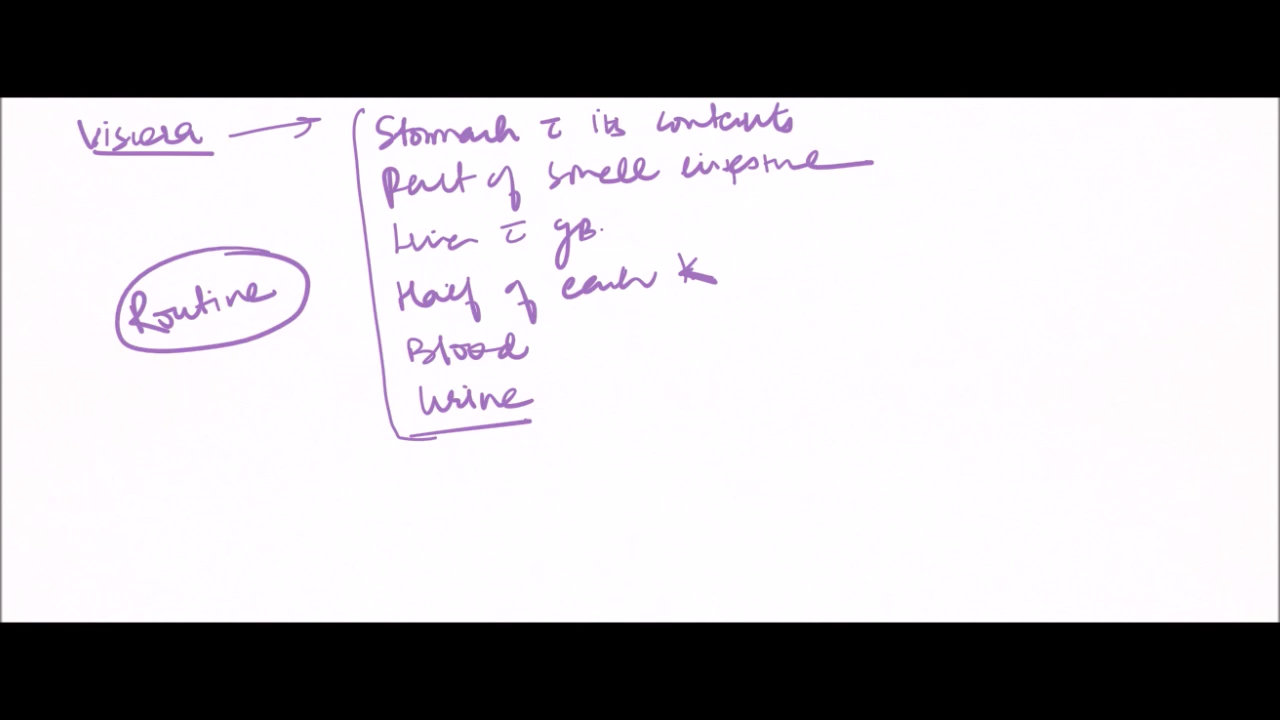 Viscera → Stomach c̄ its contents
Part of small intestine
Liver c̄ GB.
Half of each K
Routine
Blood
Urine